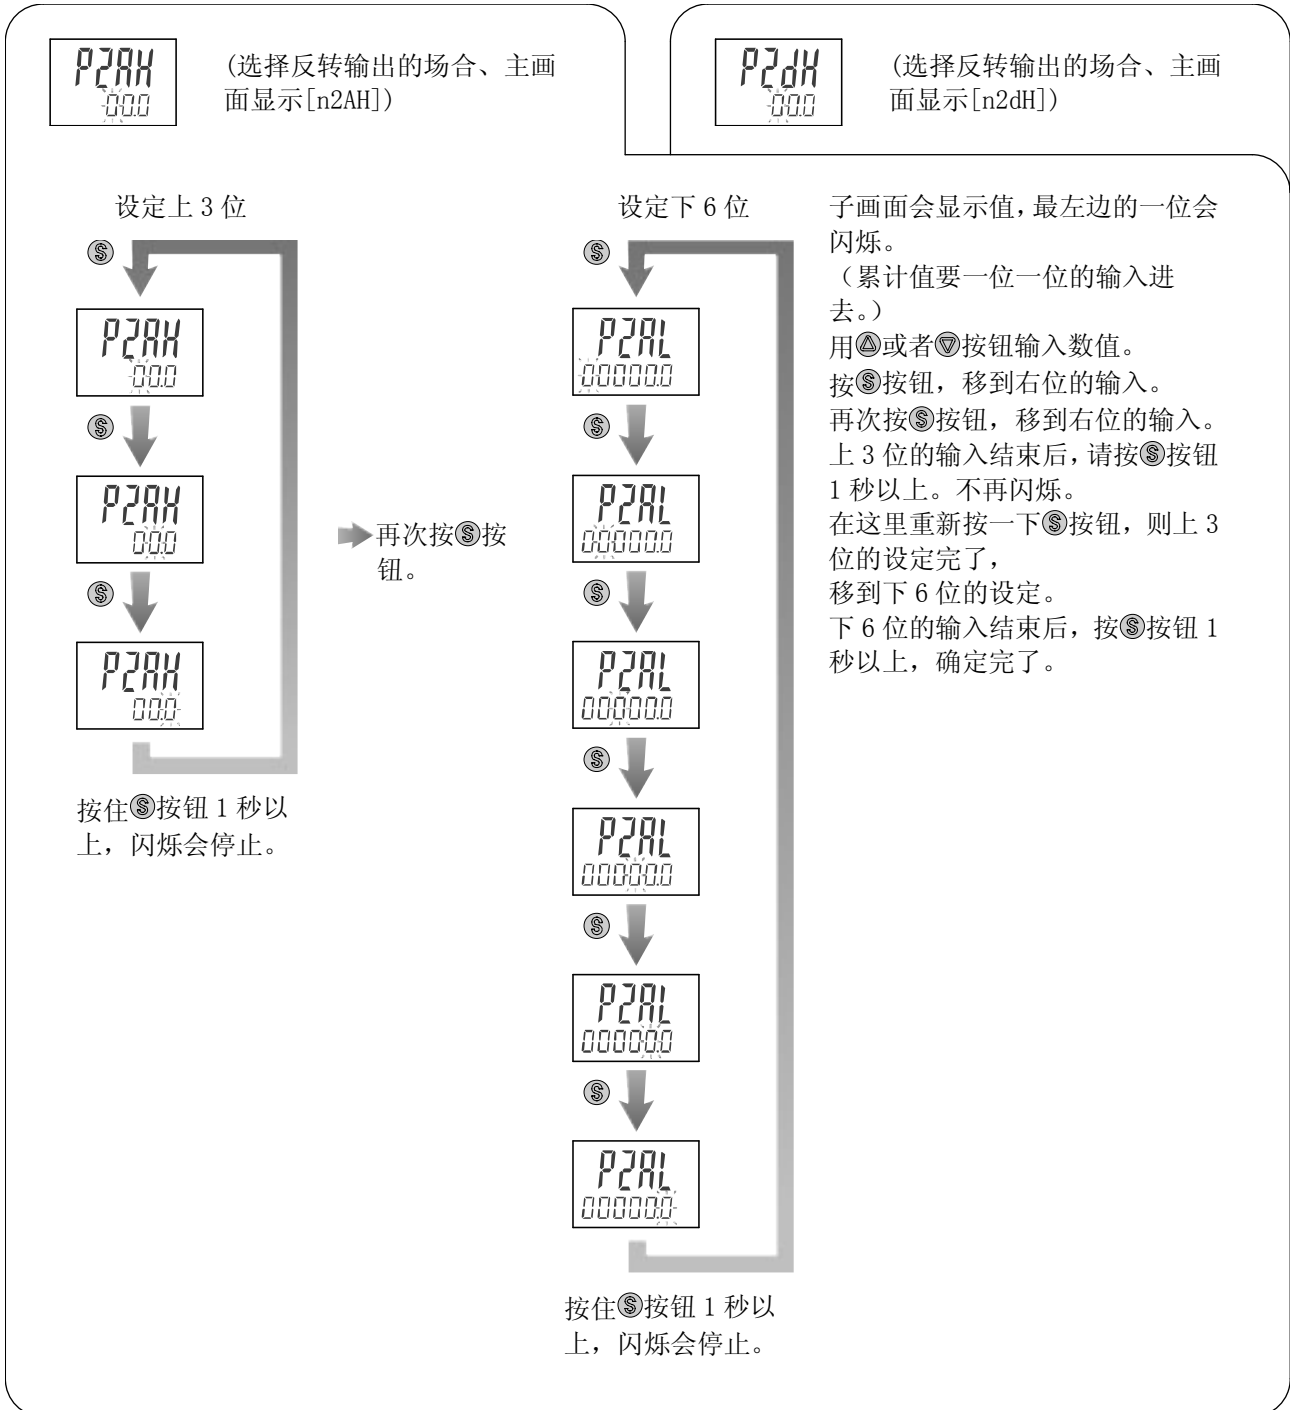 P2AH
00.0
(选择反转输出的场合、主画
面显示[n2AH])
P2dH
00.0
(选择反转输出的场合、主画
面显示[n2dH])
设定上 3 位
S
P2AH
00.0
S
P2AH
00.0
S
P2AH
00.0
按住Ⓢ按钮 1 秒以
上，闪烁会停止。
再次按Ⓢ按
钮。
设定下 6 位
S
P2AL
00000.0
S
P2AL
00000.0
S
P2AL
00000.0
S
P2AL
00000.0
S
P2AL
00000.0
S
P2AL
00000.0
按住Ⓢ按钮 1 秒以
上，闪烁会停止。
子画面会显示值，最左边的一位会
闪烁。
（累计值要一位一位的输入进
去。）
用△或者▽按钮输入数值。
按Ⓢ按钮，移到右位的输入。
再次按Ⓢ按钮，移到右位的输入。
上 3 位的输入结束后，请按Ⓢ按钮
1 秒以上。不再闪烁。
在这里重新按一下Ⓢ按钮，则上 3
位的设定完了，
移到下 6 位的设定。
下 6 位的输入结束后，按Ⓢ按钮 1
秒以上，确定完了。